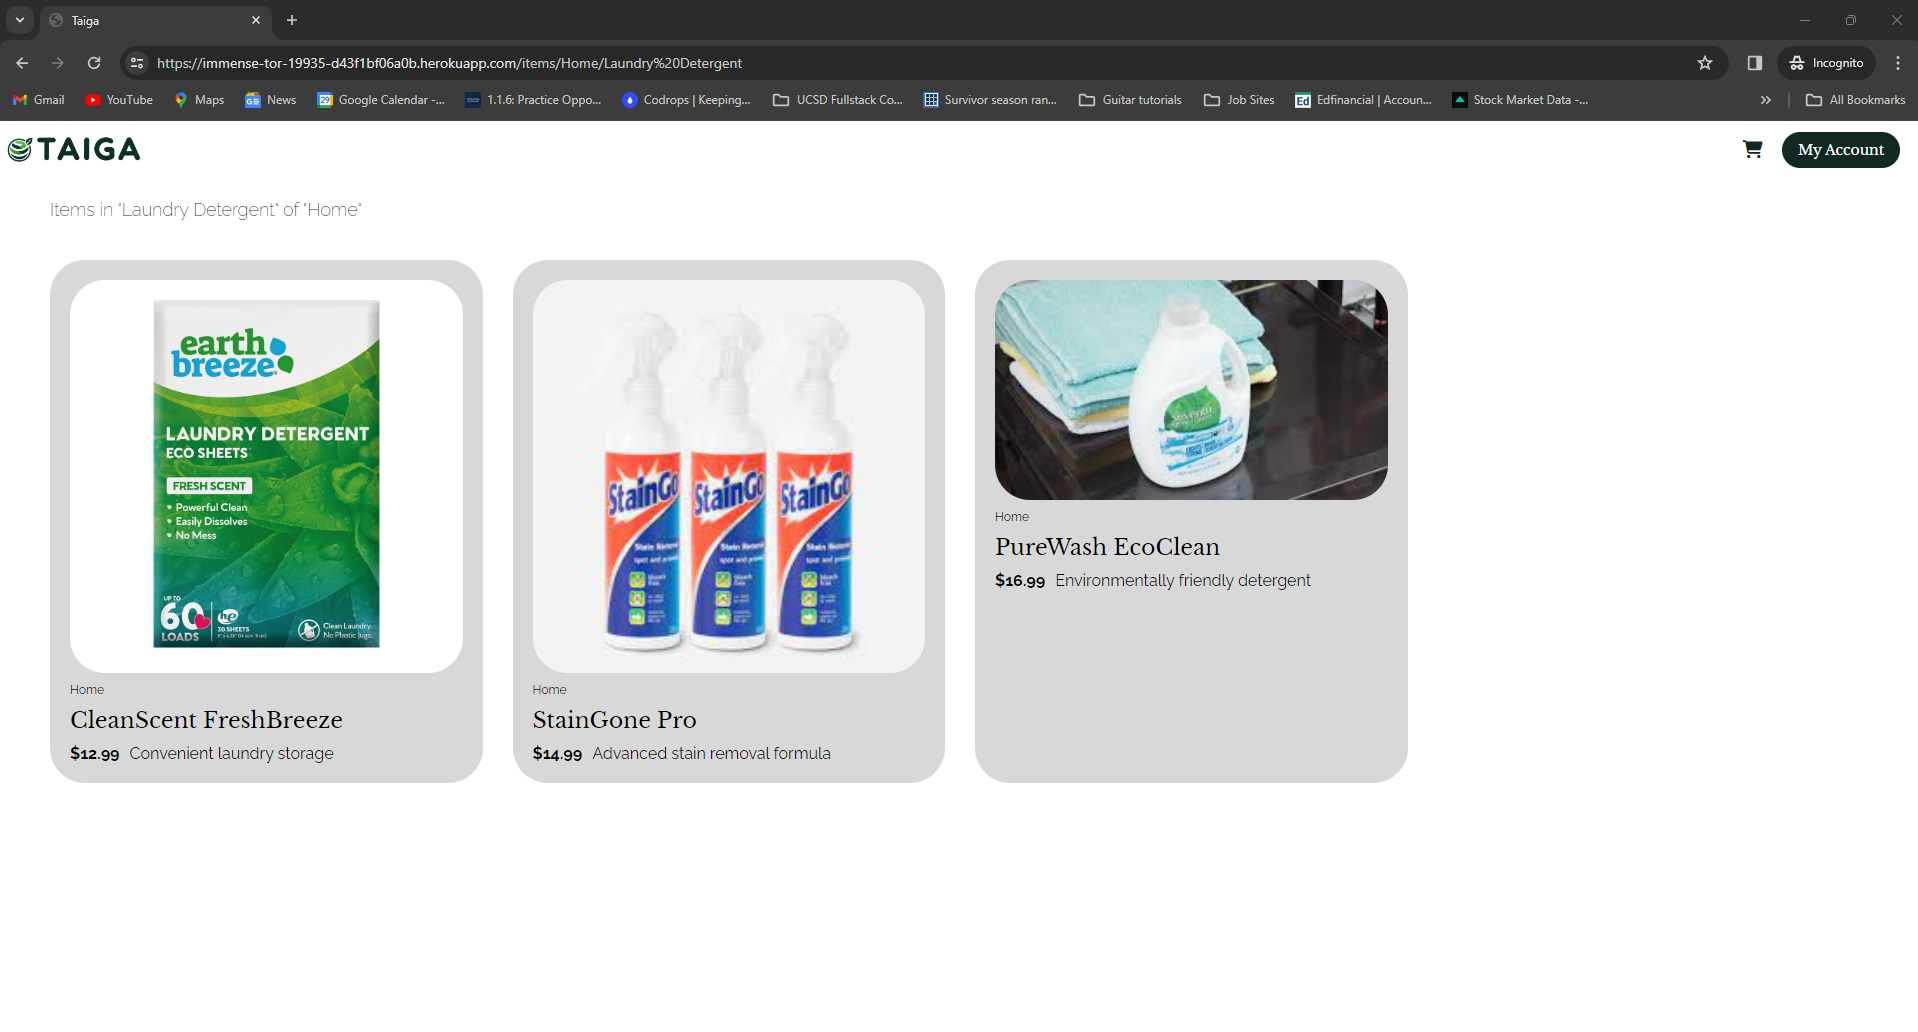 Taiga
https://immense-tor-19935-d43f1bf06a0b.herokuapp.com/items/Home/Laundry%20Detergent
Incognito
Gmail
YouTube
Maps
News
Google Calendar -...
1.1.6: Practice Oppo...
Codrops | Keeping...
UCSD Fullstack Co...
Survivor season ran...
Guitar tutorials
Job Sites
Edfinancial | Accoun...
Stock Market Data -...
All Bookmarks
TAIGA
My Account
Items in "Laundry Detergent" of "Home"
earth
breeze
LAUNDRY DETERGENT
ECO SHEETS
FRESH SCENT
• Powerful Clean
• Easily Dissolves
• No Mess
UP TO
60
LOADS
he
30 SHEETS
Clean Laundry.
No Plastic Jugs.
Home
CleanScent FreshBreeze
$12.99 Convenient laundry storage
StainGo StainGo StainGo
Home
StainGone Pro
$14.99 Advanced stain removal formula
seventh
Home
PureWash EcoClean
$16.99 Environmentally friendly detergent